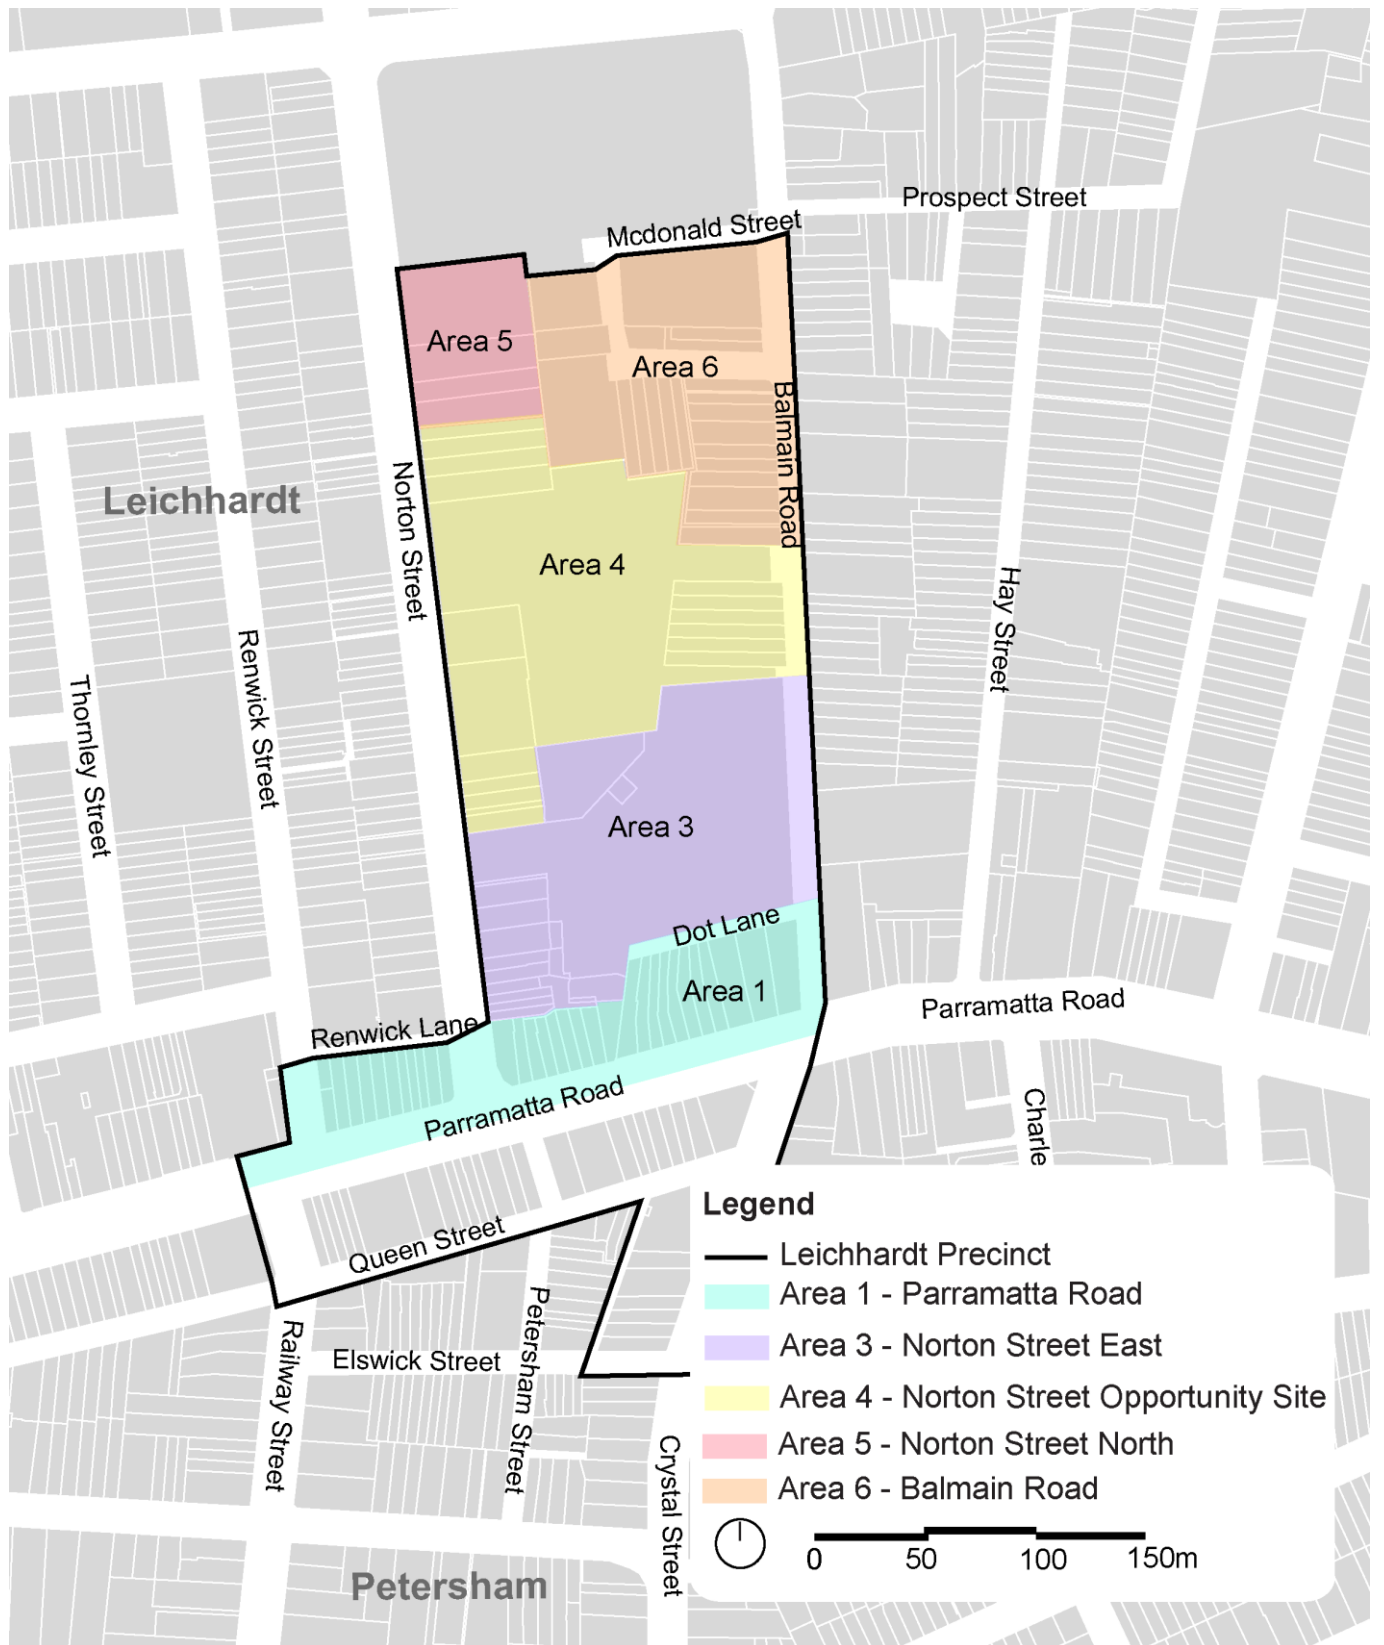 Prospect Street
Mcdonald Street
Area 5
Area 6
Balmain Road
Leichhardt
Norton Street
Area 4
Hay Street
Renwick Street
Thornley Street
Area 3
Dot Lane
Area 1
Parramatta Road
Renwick Lane
Parramatta Road
Charle
Queen Street
Petersham Street
Railway Street
Elswick Street
Crystal Street
Petersham
Legend
Leichhardt Precinct
Area 1 - Parramatta Road
Area 3 - Norton Street East
Area 4 - Norton Street Opportunity Site
Area 5 - Norton Street North
Area 6 - Balmain Road
0 50 100 150m